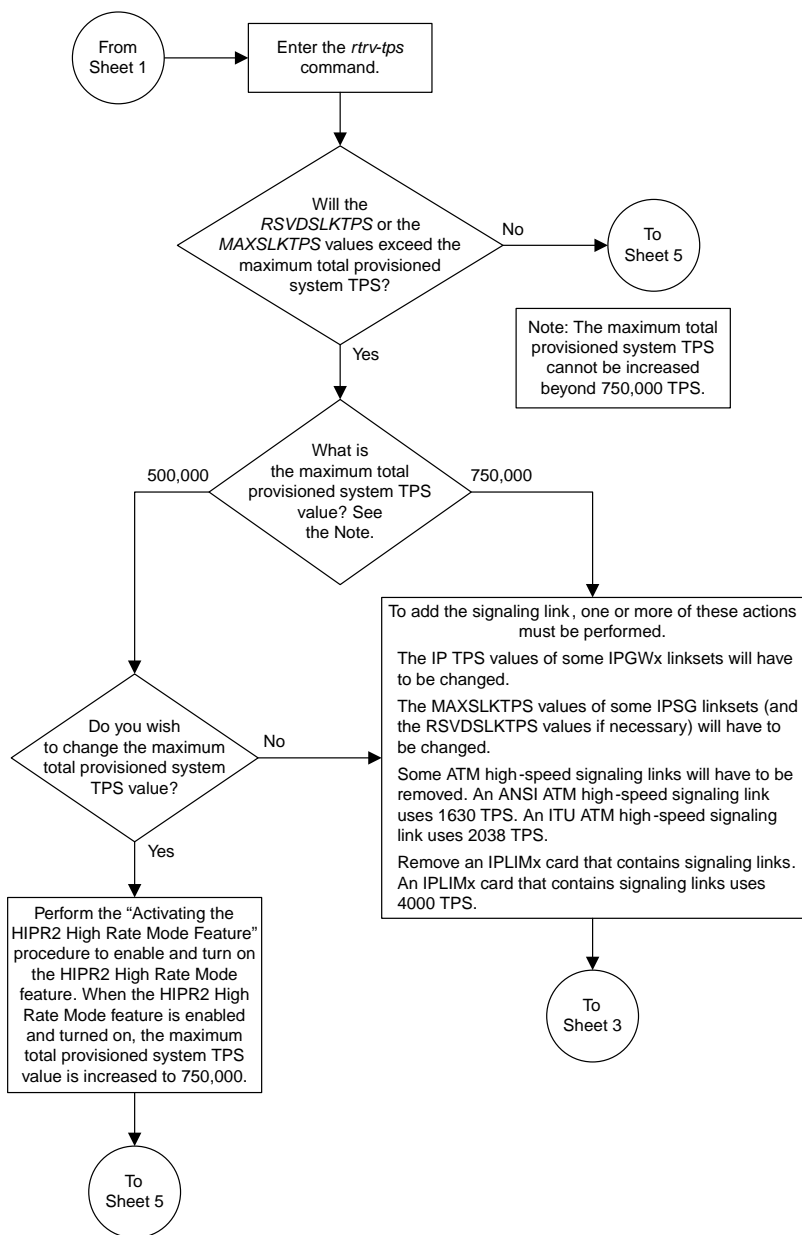 From
Sheet 1
Enter the rtrv-tps
command.
Will the
RSVDSLKTPS or the
MAXSLKTPS values exceed the
maximum total provisioned
system TPS?
No
To
Sheet 5
Yes
Note: The maximum total
provisioned system TPS
cannot be increased
beyond 750,000 TPS.
What is
the maximum total
provisioned system TPS
value? See
the Note.
500,000
750,000
To add the signaling link, one or more of these actions
must be performed.
The IP TPS values of some IPGWx linksets will have
to be changed.
The MAXSLKTPS values of some IPSG linksets (and
the RSVDSLKTPS values if necessary) will have to
be changed.
Some ATM high-speed signaling links will have to be
removed. An ANSI ATM high-speed signaling link
uses 1630 TPS. An ITU ATM high-speed signaling
link uses 2038 TPS.
Remove an IPLIMx card that contains signaling links.
An IPLIMx card that contains signaling links uses
4000 TPS.
Do you wish
to change the maximum
total provisioned system
TPS value?
No
Yes
Perform the “Activating the
HIPR2 High Rate Mode Feature”
procedure to enable and turn on
the HIPR2 High Rate Mode
feature. When the HIPR2 High
Rate Mode feature is enabled
and turned on, the maximum
total provisioned system TPS
value is increased to 750,000.
To
Sheet 3
To
Sheet 5